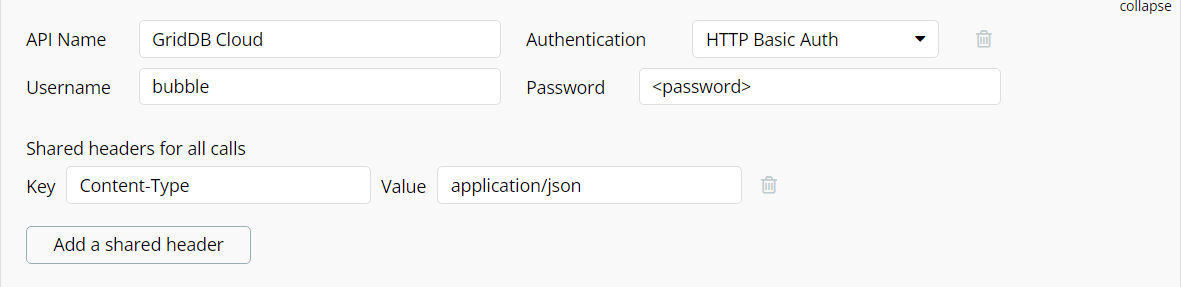 collapse
API Name GridDB Cloud Authentication HTTP Basic Auth
Username bubble Password <password>
Shared headers for all calls
Key Content-Type Value application/json
Add a shared header